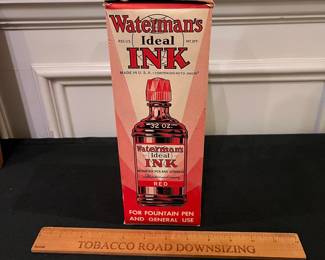 Waterman's
Ideal
INK
MADE IN U.S.A.
32 OZ.
Waterman's
Ideal
INK
RED
FOR FOUNTAIN PEN
AND GENERAL USE
TOBACCO ROAD DOWNSIZING